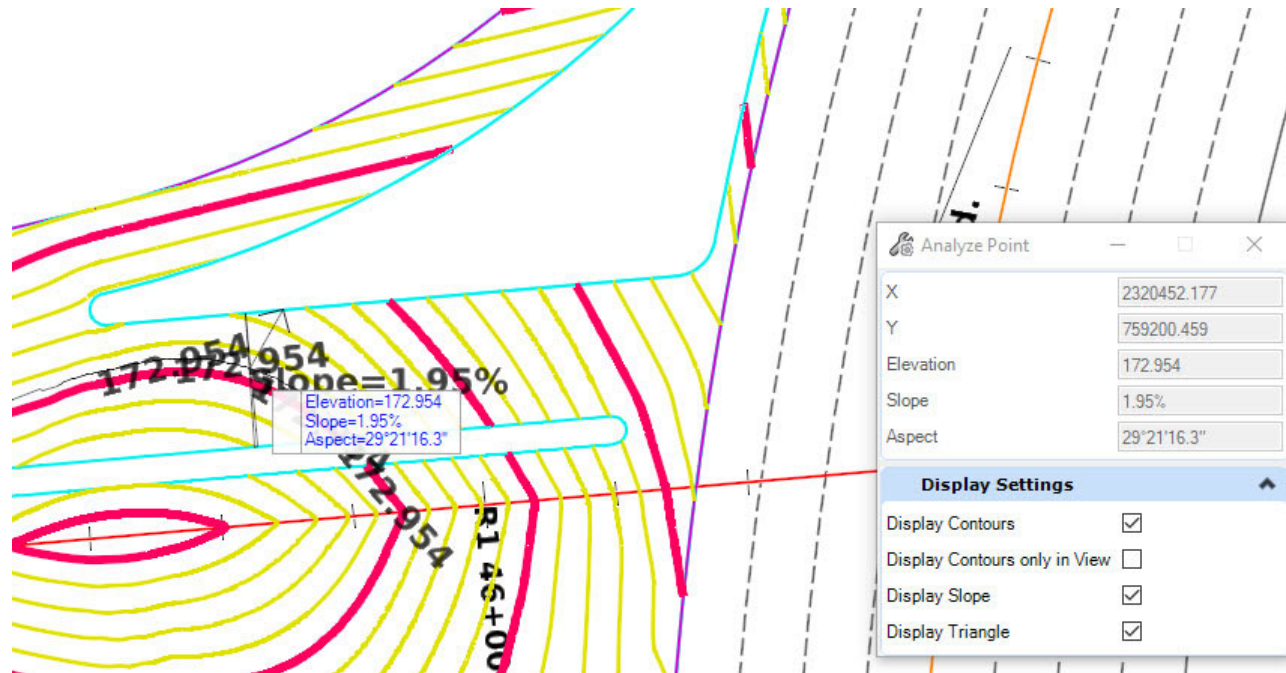 d.
Analyze Point
X 2320452.177
Y 759200.459
Elevation 172.954
Slope 1.95%
Aspect 29°21'16.3"
Display Settings
Display Contours
Display Contours only in View
Display Slope
Display Triangle
172.954
172.954
Slope=1.95%
Elevation=172.954
Slope=1.95%
Aspect=29°21'16.3"
172.954
R1 46+00